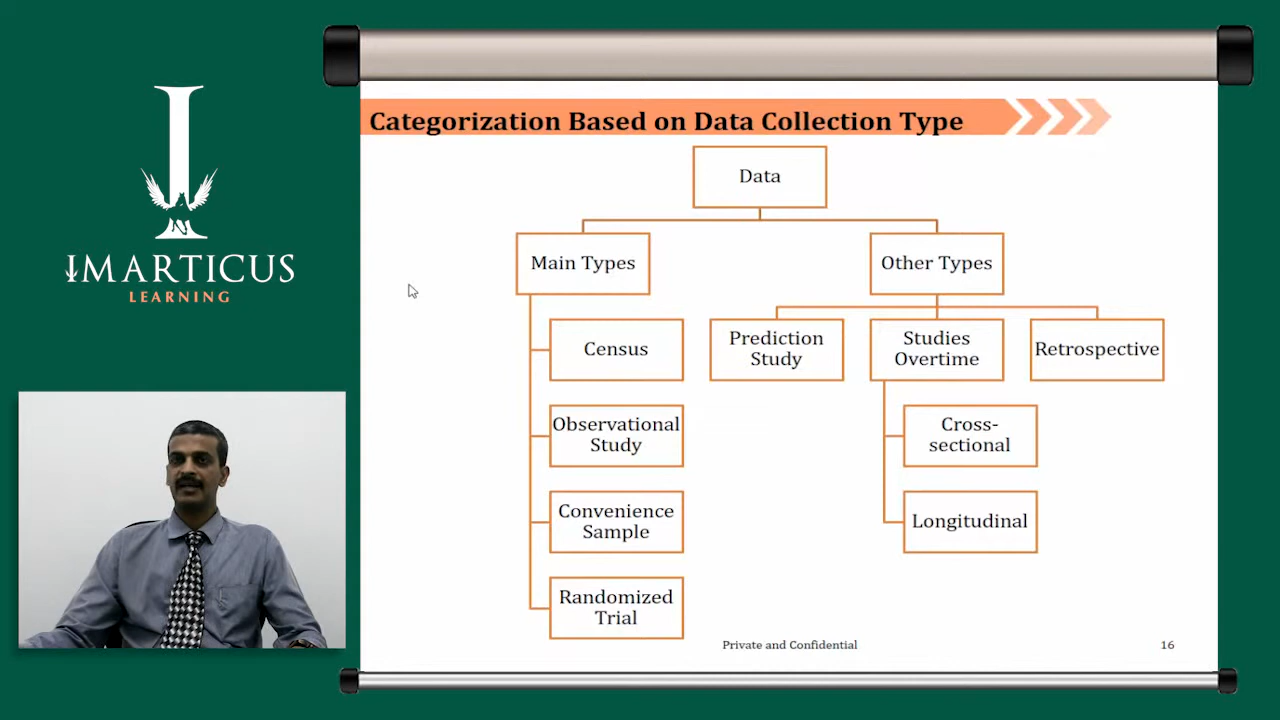 IMARTICUS
LEARNING
Categorization Based on Data Collection Type
Data
Main Types
Other Types
Census
Observational
Study
Convenience
Sample
Randomized
Trial
Prediction
Study
Studies
Overtime
Retrospective
Cross-
sectional
Longitudinal
Private and Confidential
16